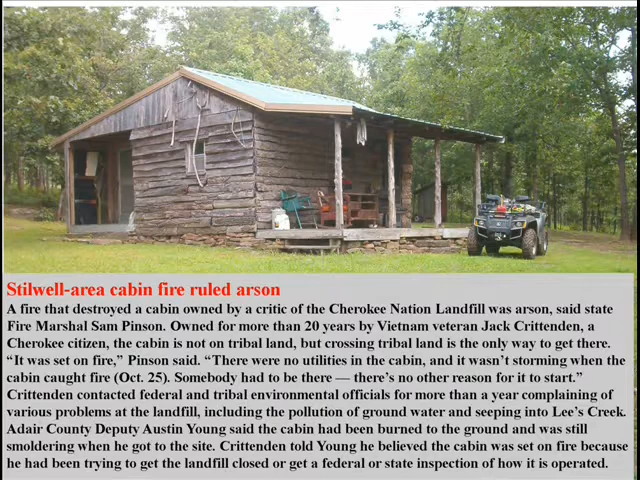 Stilwell-area cabin fire ruled arson
A fire that destroyed a cabin owned by a critic of the Cherokee Nation Landfill was arson, said state
Fire Marshal Sam Pinson. Owned for more than 20 years by Vietnam veteran Jack Crittenden, a
Cherokee citizen, the cabin is not on tribal land, but crossing tribal land is the only way to get there.
“It was set on fire,” Pinson said. “There were no utilities in the cabin, and it wasn’t storming when the
cabin caught fire (Oct. 25). Somebody had to be there — there’s no other reason for it to start.”
Crittenden contacted federal and tribal environmental officials for more than a year complaining of
various problems at the landfill, including the pollution of ground water and seeping into Lee’s Creek.
Adair County Deputy Austin Young said the cabin had been burned to the ground and was still
smoldering when he got to the site. Crittenden told Young he believed the cabin was set on fire because
he had been trying to get the landfill closed or get a federal or state inspection of how it is operated.